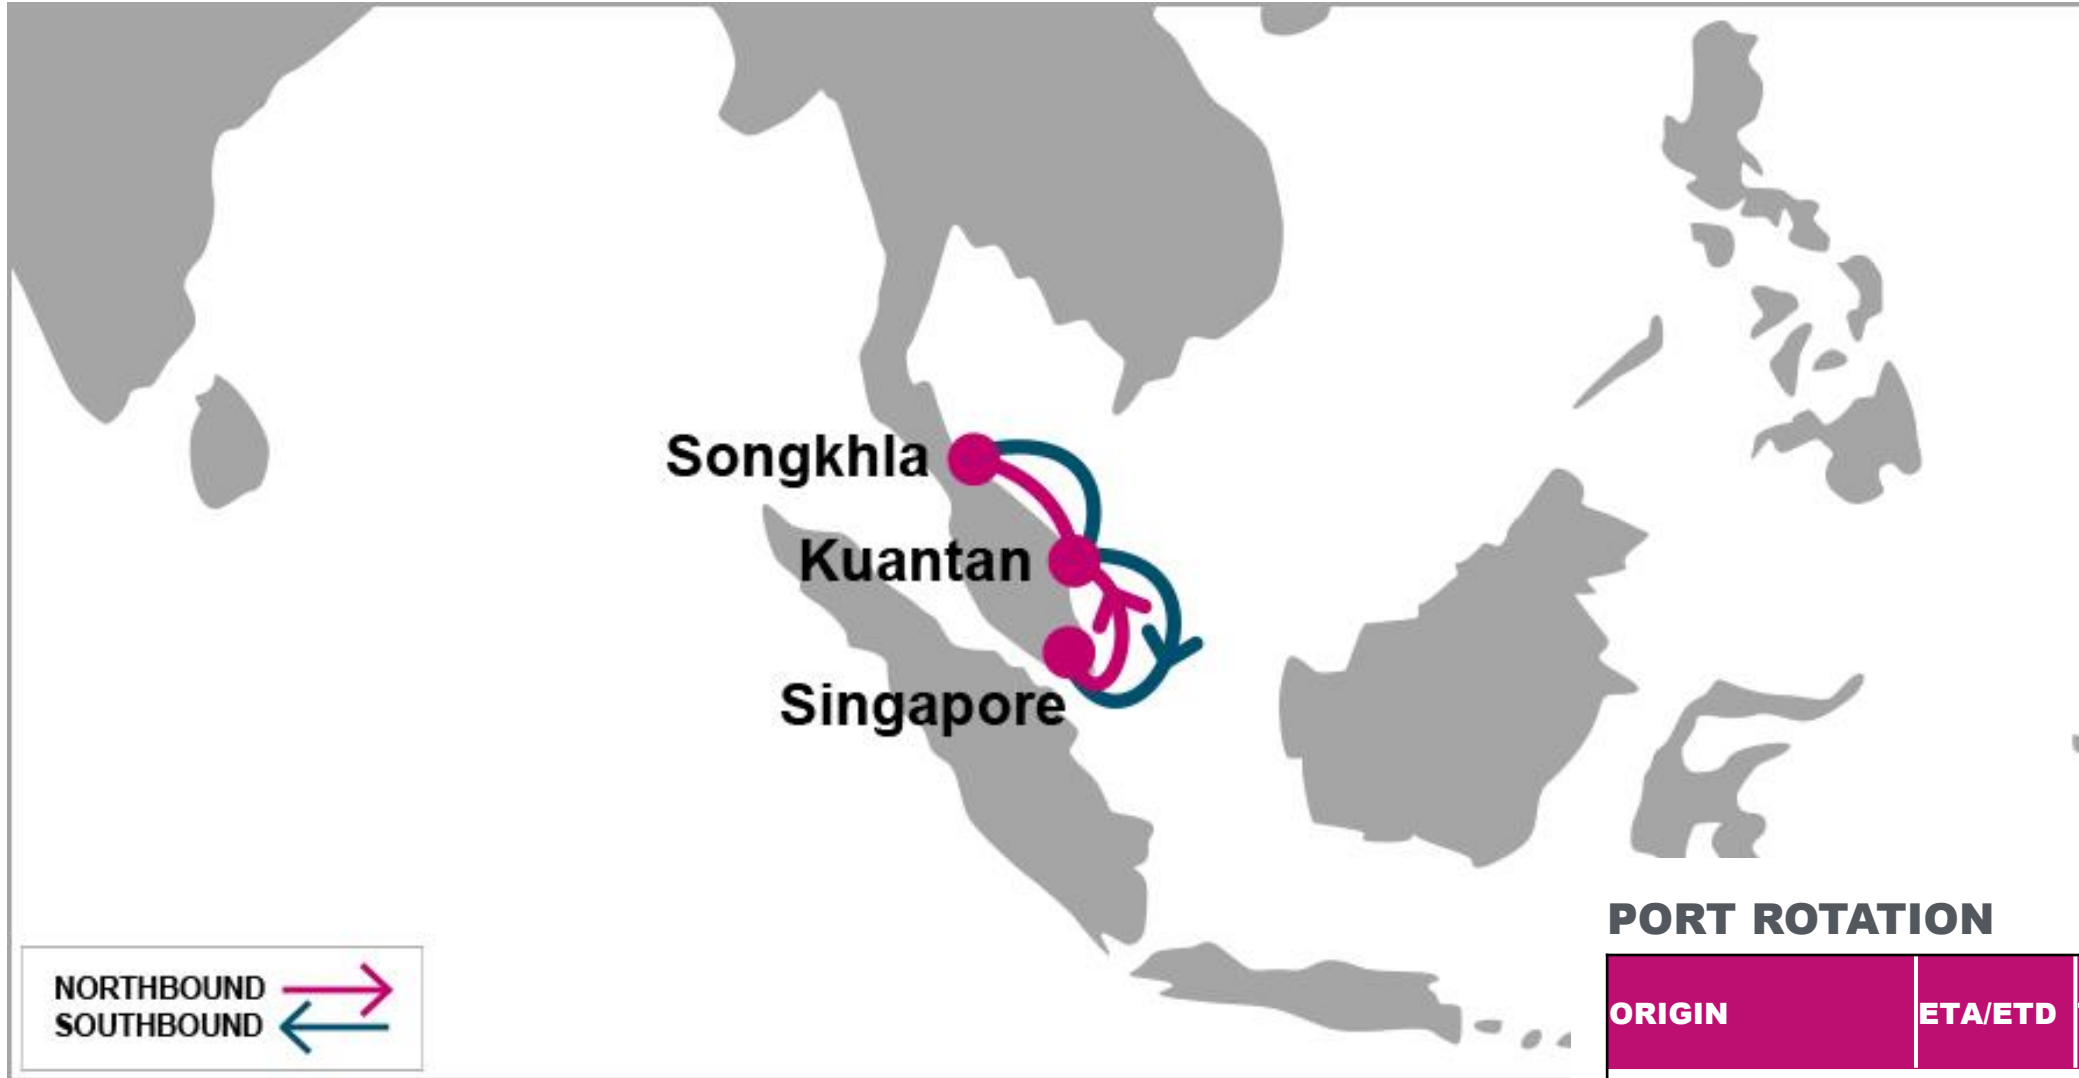 Songkhla
Kuantan
Singapore
NORTHBOUND
SOUTHBOUND
PORT ROTATION
ORIGIN ETA/ETD